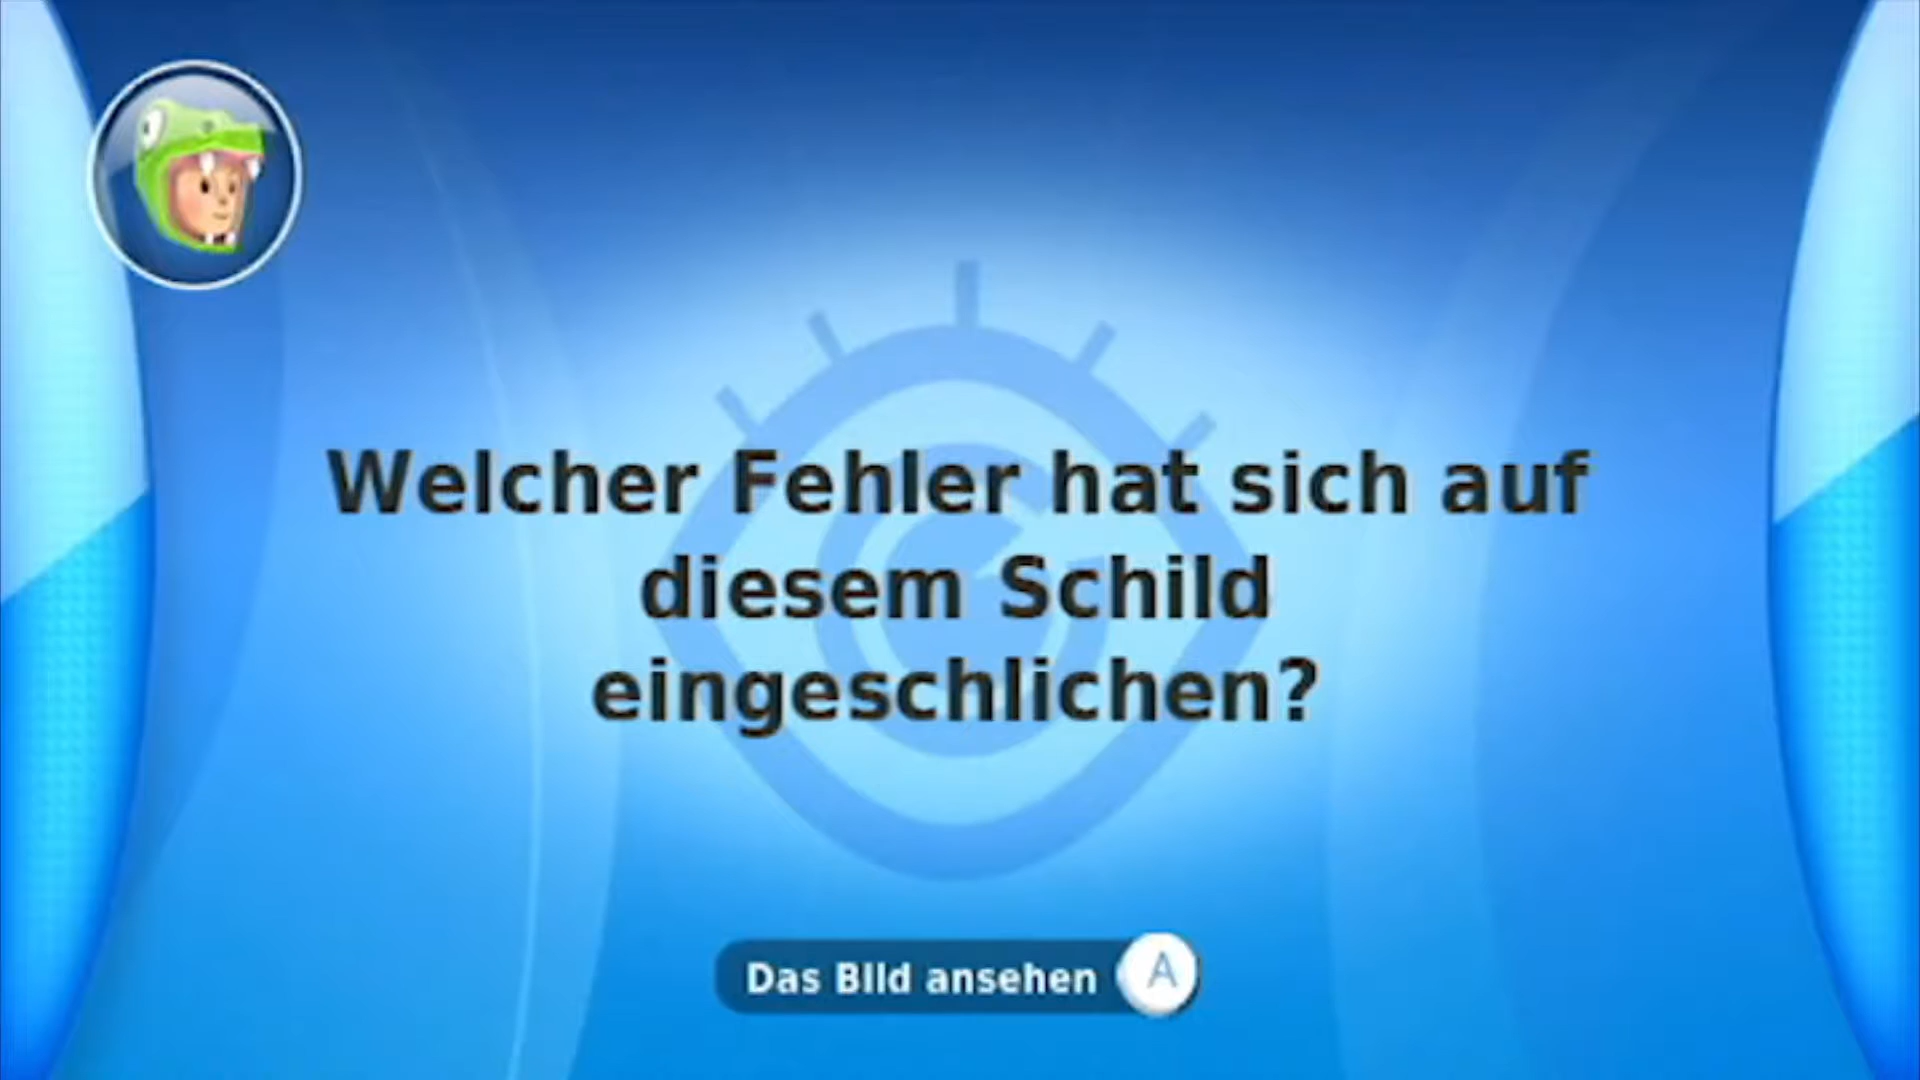 Welcher Fehler hat sich auf
diesem Schild
eingeschlichen?
Das Bild ansehen A